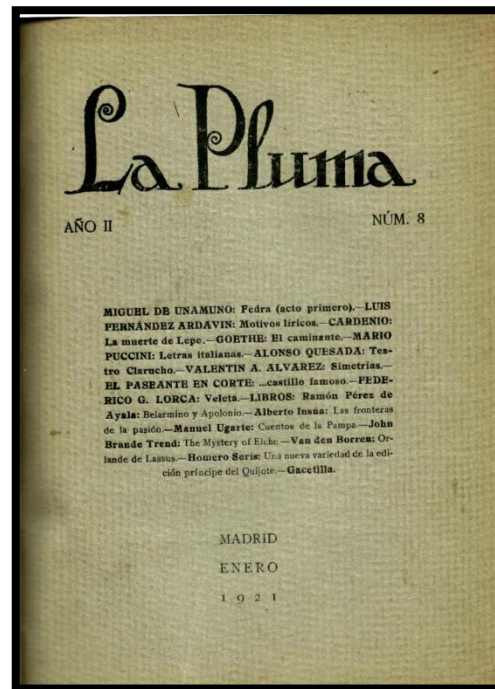 La Pluma
AÑO II NÚM. 8
MIGUEL DE UNAMUNO: Fedra (acto primero).—LUIS
FERNÁNDEZ ARDAVIN: Motivos líricos.—CARDENIO:
La muerte de Lepe.—GOETHE: El caminante.—MARIO
PUCCINI: Letras italianas.—ALONSO QUESADA: Tea-
tro Clarucho.—VALENTIN A. ALVAREZ: Simetrías.—
EL PASEANTE EN CORTE: ...castillo famoso.—FEDE-
RICO G. LORCA: Veleta.—LIBROS: Ramón Pérez de
Ayala: Belarmino y Apolonio.—Alberto Insúa: Las fronteras
de la pasión.—Manuel Ugarte: Cuentos de la Pampa.—John
Brande Trend: The Mystery of Elche.—Van den Borren: Or-
lande de Lassus.—Homero Serís: Una nueva variedad de la edi-
ción príncipe del Quijote.—Gacetilla.
MADRID
ENERO
1921